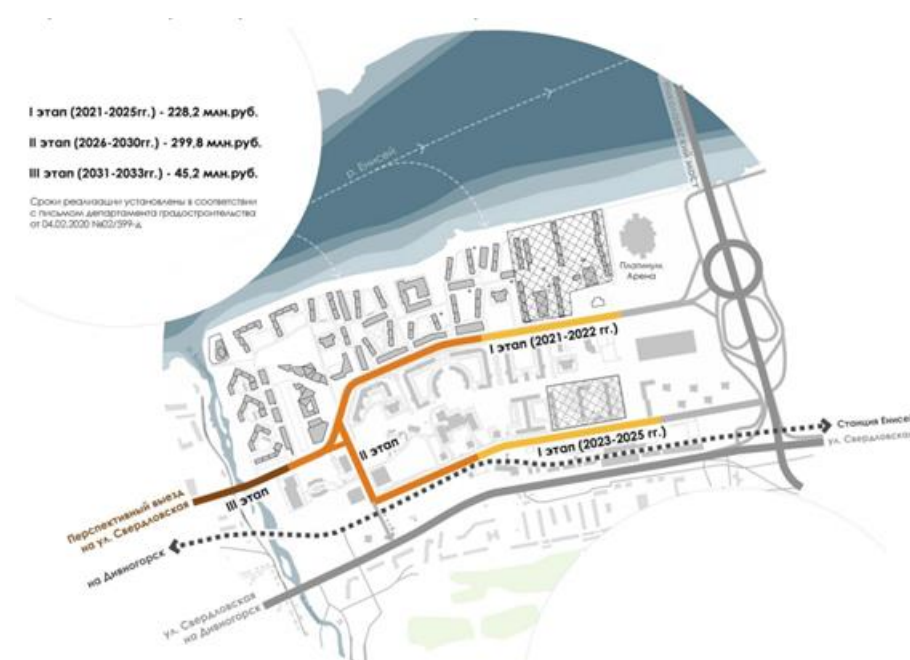 I этап (2021-2025гг.) - 228,2 млн.руб.
II этап (2026-2030гг.) - 299,8 млн.руб.
III этап (2031-2033гг.) - 45,2 млн.руб.
Сроки реализации установлены в соответствии
с письмом департамента градостроительства
от 04.02.2020 №02/599-д
р. Енисей
мост
Платинум
Арена
I этап (2021-2022 гг.)
I этап (2023-2025 гг.)
II этап
III этап
Станция Енисей
ул. Свердловская
Перспективный выезд
на ул. Свердловская
на Дивногорск
ул. Свердловская
на Дивногорск